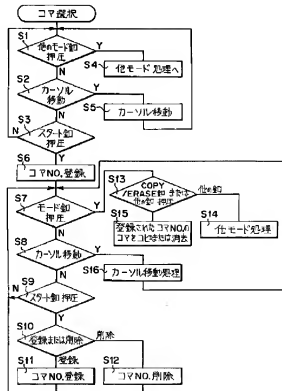 コマ選択
S1
他のモード釦
押圧
Y
N
S4
他モード処理へ
S2
カーソル
移動
Y
N
S5
カーソル移動
S3
スタート釦
押圧
N
Y
S6
コマNO.登録
S7
モード釦
押圧
Y
N
S13
COPY
/ERASE釦または
他の釦押圧
他の釦
S15
登録されたコマNO.の
コマをコピまたは消去
S14
他モード処理
S8
カーソル移動
Y
N
S16
カーソル移動処理
S9
スタート釦押圧
N
Y
S10
登録または削除
削除
登録
S11
コマNO.登録
S12
コマNO.削除